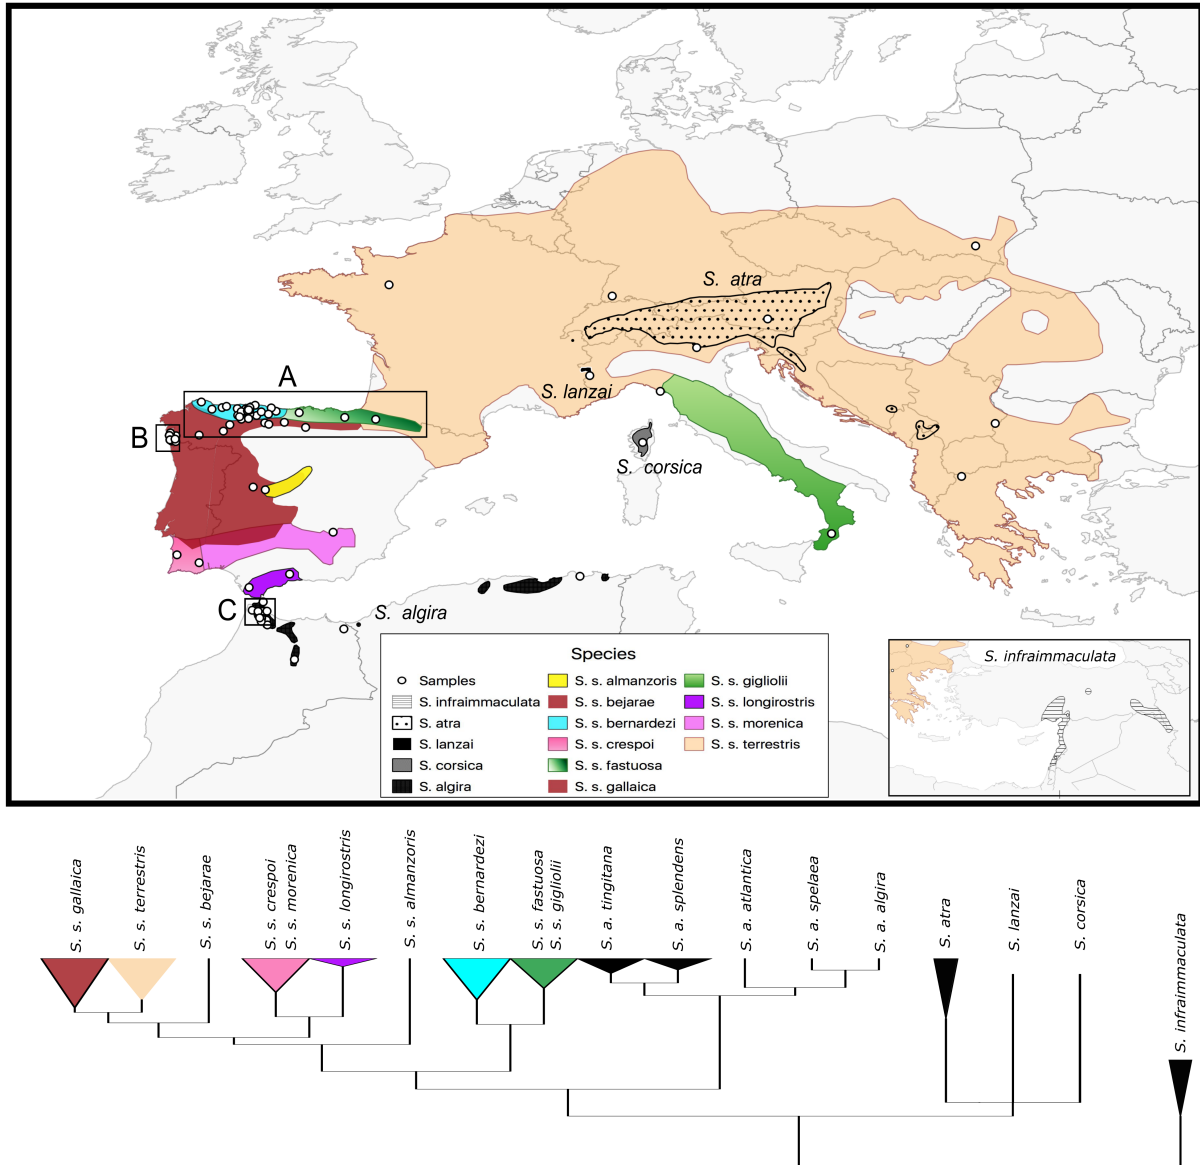 S. atra
A
S. lanzai
B
S. corsica
C
S. algira
Species
Samples
S. infraimmaculata
S. atra
S. lanzai
S. corsica
S. algira
S. s. almanzoris
S. s. bejarae
S. s. bernardezi
S. s. crespoi
S. s. fastuosa
S. s. gallaica
S. s. gigliolii
S. s. longirostris
S. s. morenica
S. s. terrestris
S. infraimmaculata
S. s. gallaica
S. s. terrestris
S. s. bejarae
S. s. crespoi
S. s. morenica
S. s. longirostris
S. s. almanzoris
S. s. bernardezi
S. s. fastuosa
S. s. gigliolii
S. a. tingitana
S. a. splendens
S. a. atlantica
S. a. spelaea
S. a. algira
S. atra
S. lanzai
S. corsica
S. infraimmaculata